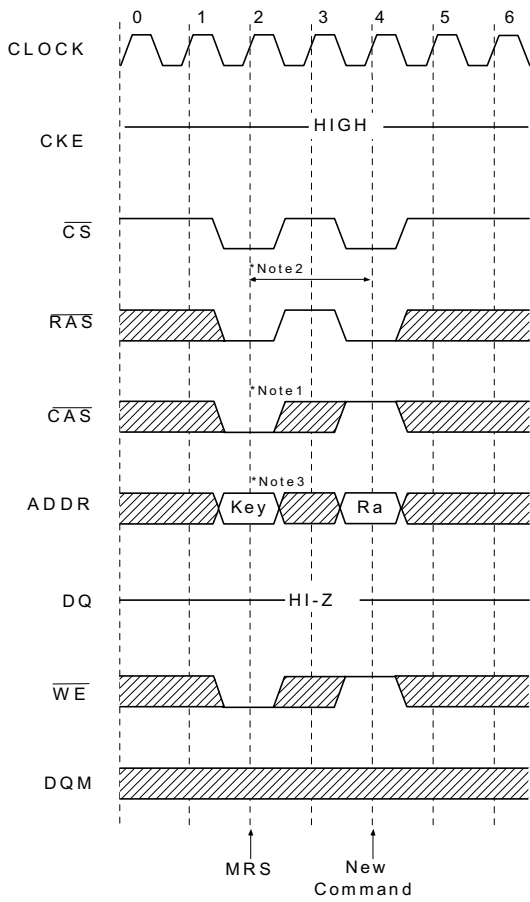 0 1 2 3 4 5 6
CLOCK
CKE
HIGH
CS
*Note2
RAS
*Note1
CAS
*Note3
ADDR
Key
Ra
DQ
HI-Z
WE
DQM
MRS
New
Command